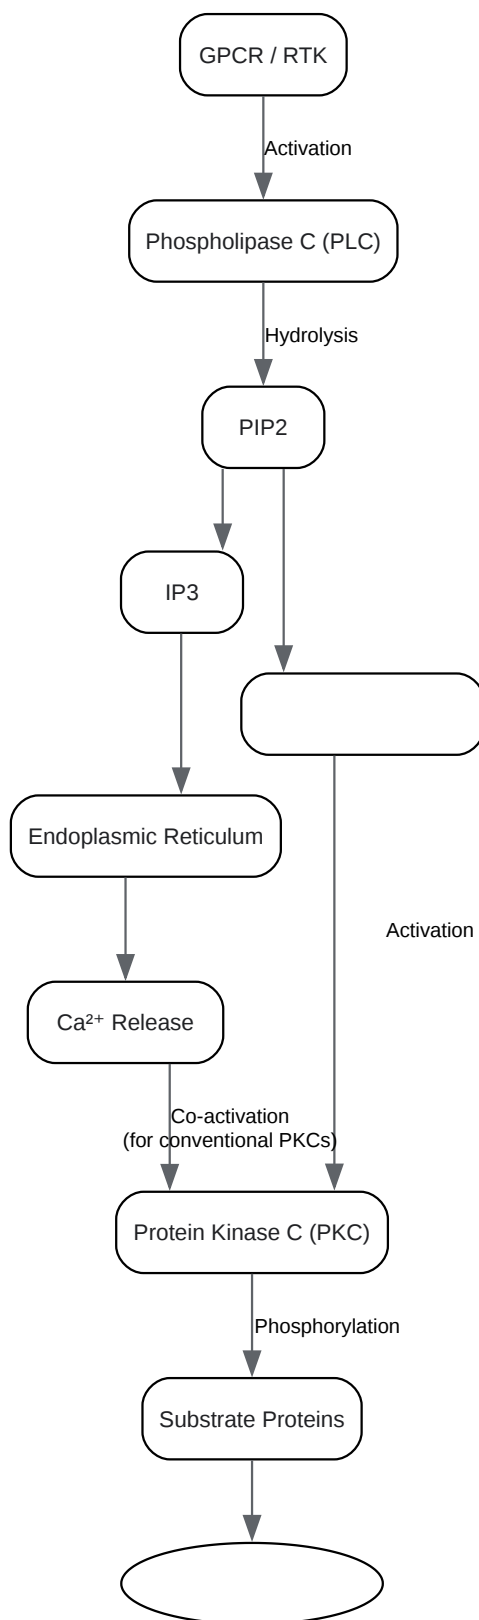 GPCR / RTK
Activation
Phospholipase C (PLC)
Hydrolysis
PIP2
IP3
Endoplasmic Reticulum
Activation
Ca²⁺ Release
Co-activation
(for conventional PKCs)
Protein Kinase C (PKC)
Phosphorylation
Substrate Proteins